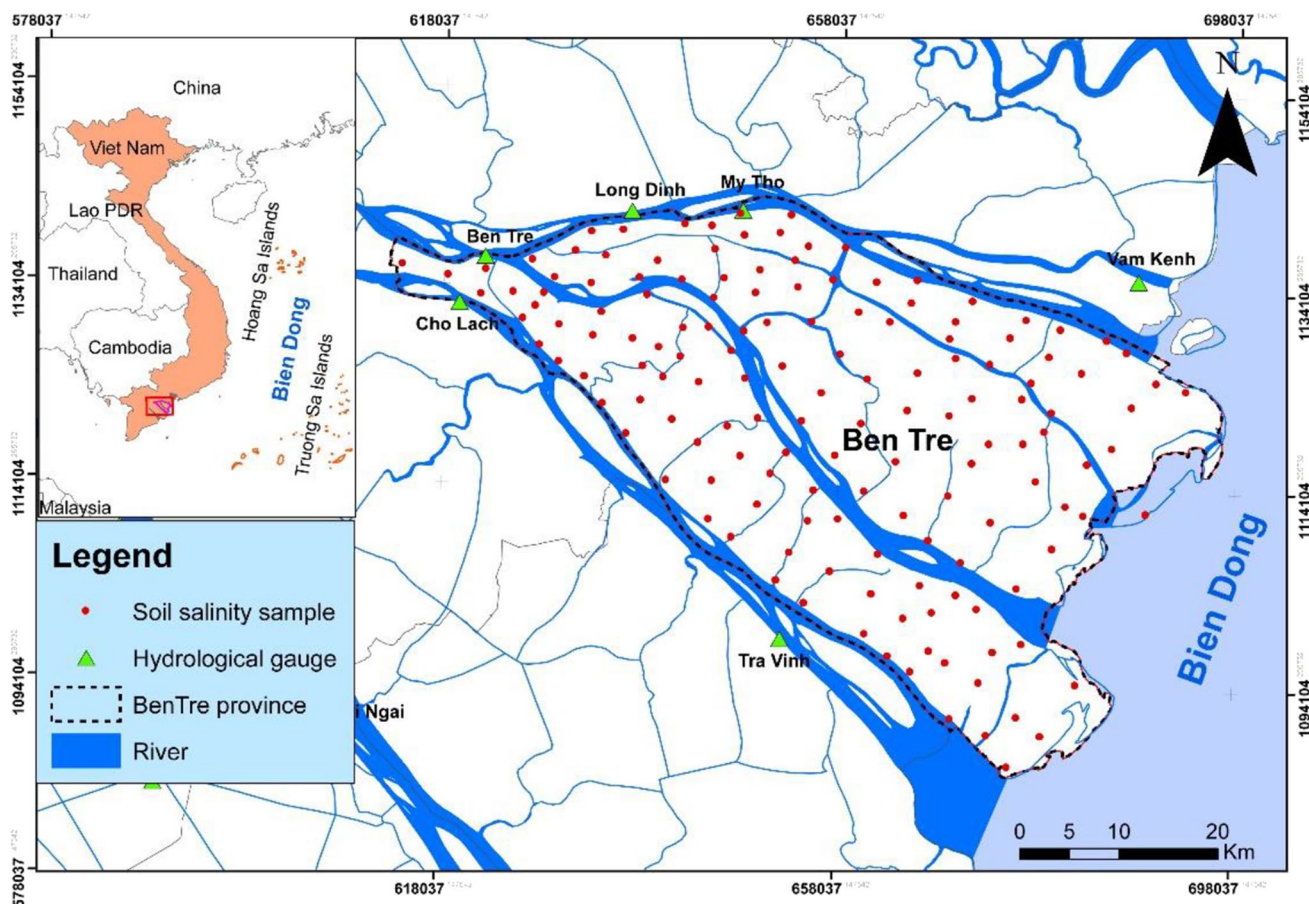 578037
618037
658037
698037
1154104
1134104
1114104
1094104
578037
1154104
1134104
1114104
1094104
578037
618037
658037
698037
China
Viet Nam
Lao PDR
Thailand
Cambodia
Malaysia
Hoang Sa Islands
Bien Dong
Truong Sa Islands
N
Long Dinh
My Tho
Ben Tre
Vam Kenh
Cho Lach
Ben Tre
Tra Vinh
i Ngai
Bien Dong
Legend
Soil salinity sample
Hydrological gauge
BenTre province
River
0 5 10 20
Km